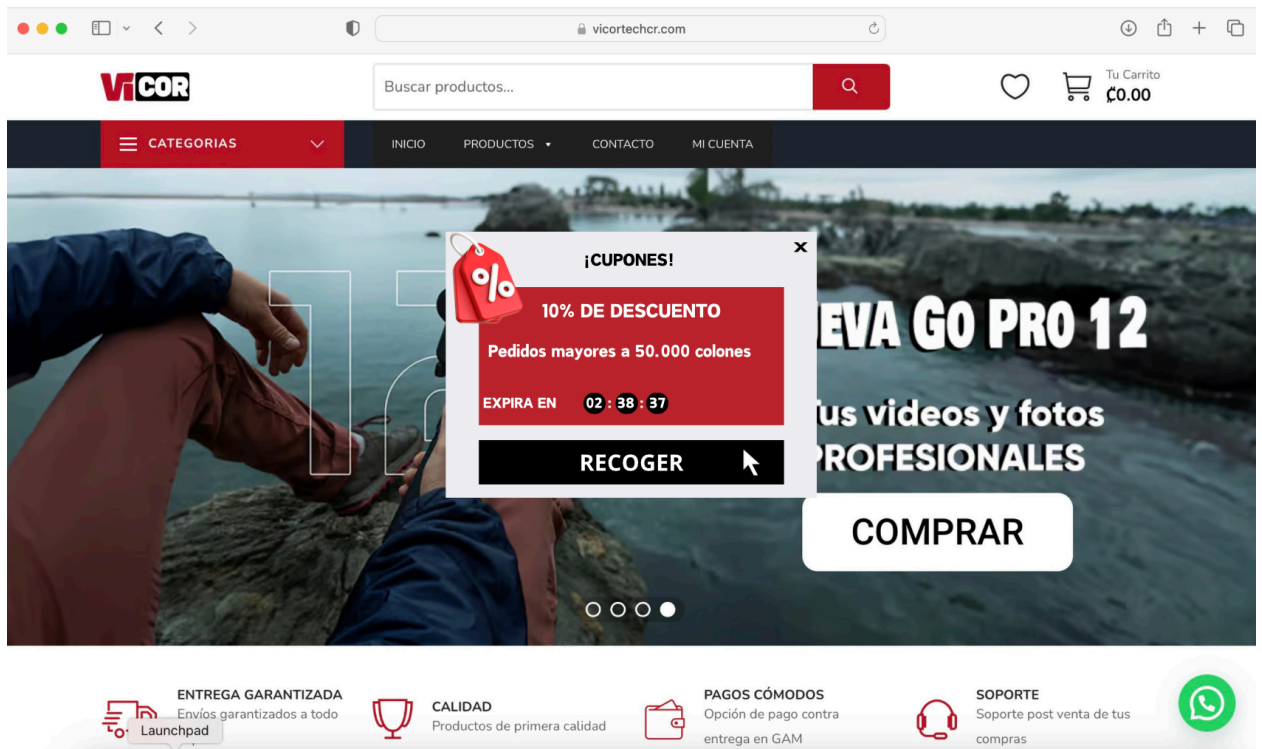 vicortechcr.com
ViCOR
Buscar productos...
Tu Carrito
₡0.00
CATEGORIAS
INICIO
PRODUCTOS
CONTACTO
MI CUENTA
¡CUPONES!
%
10% DE DESCUENTO
Pedidos mayores a 50.000 colones
EXPIRA EN 02 : 38 : 37
RECOGER
x
12
EVA GO PRO 12
us videos y fotos
PROFESIONALES
COMPRAR
ENTREGA GARANTIZADA
Envíos garantizados a todo
Launchpad
CALIDAD
Productos de primera calidad
PAGOS CÓMODOS
Opción de pago contra
entrega en GAM
SOPORTE
Soporte post venta de tus
compras